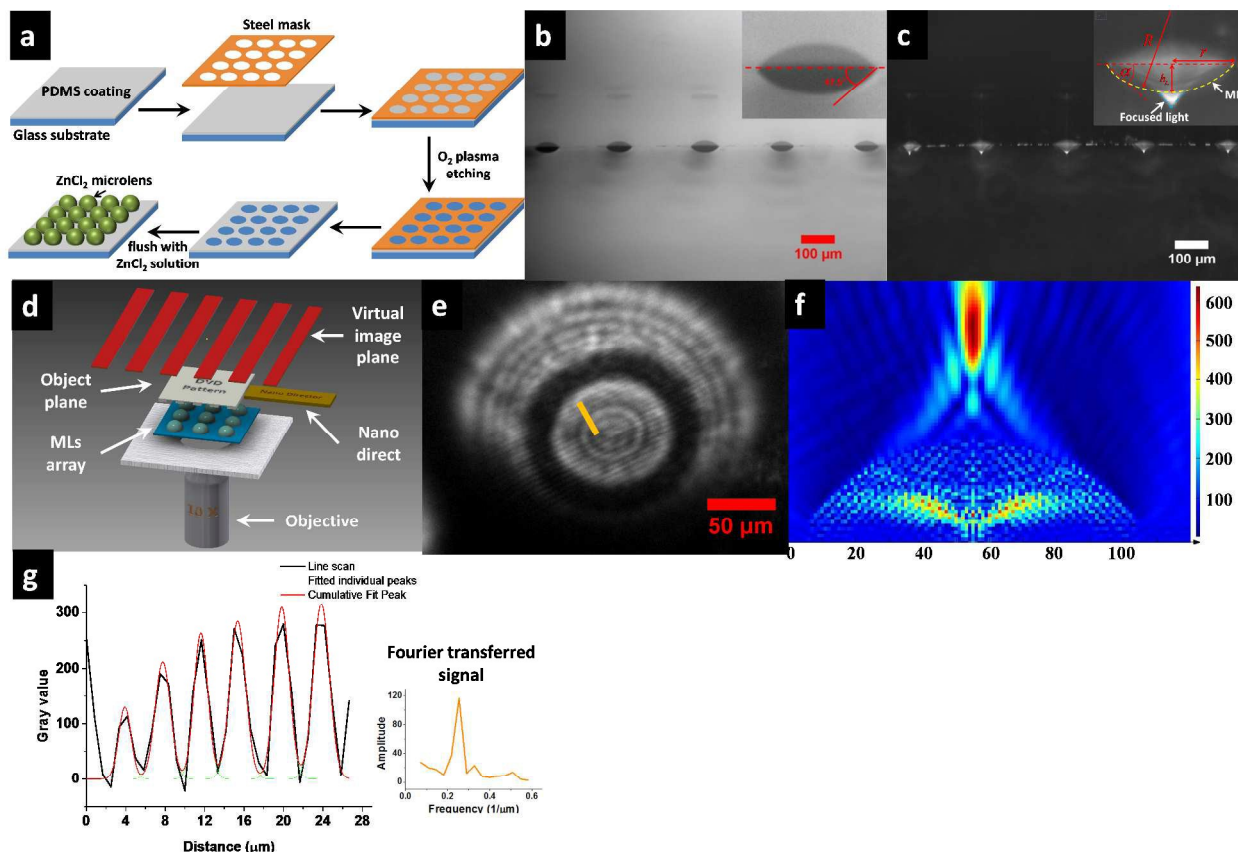 a
Steel mask
PDMS coating
Glass substrate
O₂ plasma
etching
ZnCl₂ microlens
flush with
ZnCl₂ solution
b
100 µm
c
R
r
α
Focused light
100 µm
d
Virtual
image
plane
Object
plane
DVD
Pattern
Nano Director
MLs
array
Nano
direct
10 X
Objective
e
50 µm
f
600
500
400
300
200
100
0 20 40 60 80 100
g
Line scan
Fitted individual peaks
Cumulative Fit Peak
300
200
100
0
Gray value
0 4 8 12 16 20 24 28
Distance (µm)
Fourier transferred
signal
120
80
40
0
Amplitude
0.0 0.2 0.4 0.6
Frequency (1/µm)